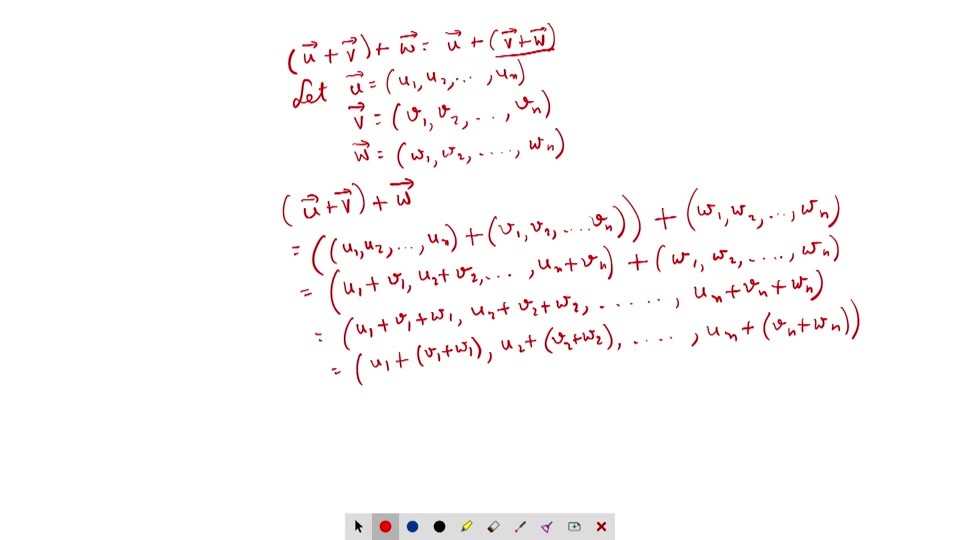 (u⃗ + v⃗) + w⃗ = u⃗ + (v⃗ + w⃗)
Let u⃗ = (u₁, u₂, ..., uₙ)
v⃗ = (v₁, v₂, ..., vₙ)
w⃗ = (w₁, w₂, ...., wₙ)
(u⃗ + v⃗) + w⃗
= ((u₁, u₂, ..., uₙ) + (v₁, v₂, ... vₙ)) + (w₁, w₂, ..., wₙ)
= (u₁ + v₁, u₂ + v₂, ... , uₙ + vₙ) + (w₁, w₂, ...., wₙ)
= (u₁ + v₁ + w₁, u₂ + v₂ + w₂, ....., uₙ + vₙ + wₙ)
= (u₁ + (v₁ + w₁), u₂ + (v₂ + w₂), ...., uₙ + (vₙ + wₙ))